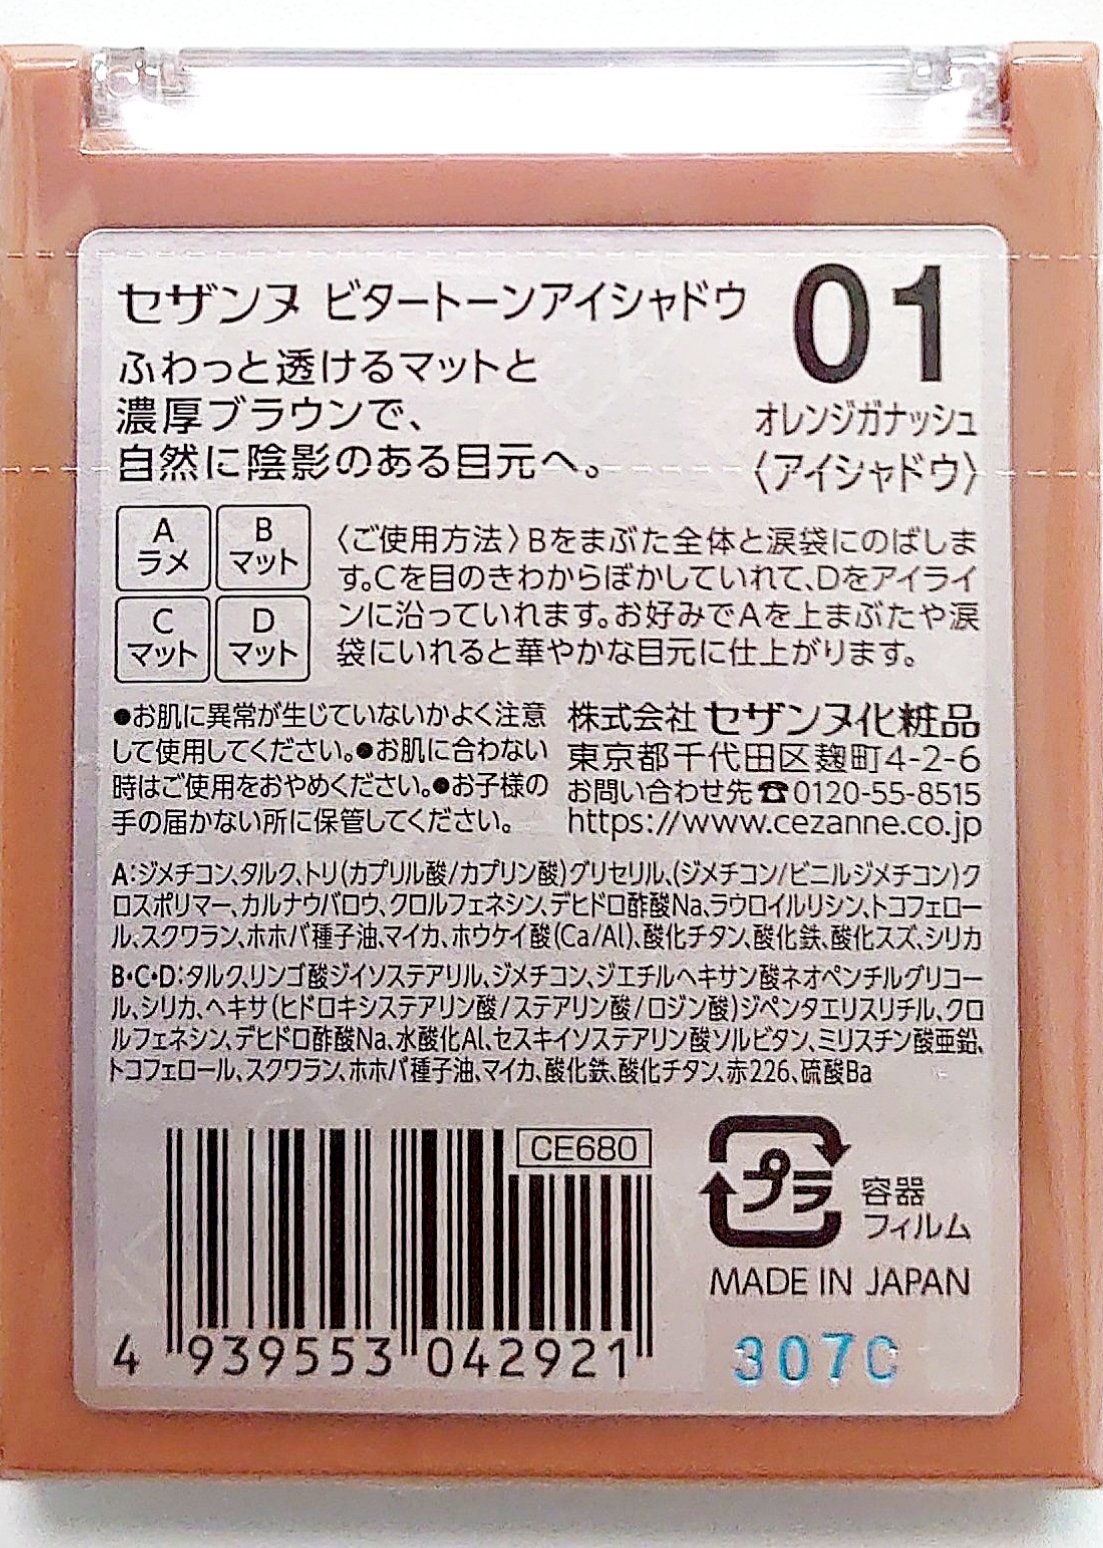 セザンヌ ビタートーンアイシャドウ
01
ふわっと透けるマットと
濃厚ブラウンで、
自然に陰影のある目元へ。
オレンジガナッシュ
〈アイシャドウ〉
A
ラメ
B
マット
C
マット
D
マット
〈ご使用方法〉Bをまぶた全体と涙袋にのばしま
す。Cを目のきわからぼかしていれて、Dをアイライ
ンに沿っていれます。お好みでAを上まぶたや涙
袋にいれると華やかな目元に仕上がります。
●お肌に異常が生じていないかよく注意
して使用してください。●お肌に合わない
時はご使用をおやめください。●お子様の
手の届かない所に保管してください。
株式会社 セザンヌ化粧品
東京都千代田区麹町4-2-6
お問い合わせ先☎0120-55-8515
https://www.cezanne.co.jp
A:ジメチコン、タルク、トリ(カプリル酸/カプリン酸)グリセリル、(ジメチコン/ビニルジメチコン)ク
ロスポリマー、カルナウバロウ、クロルフェネシン、デヒドロ酢酸Na、ラウロイルリシン、トコフェロー
ル、スクワラン、ホホバ種子油、マイカ、ホウケイ酸(Ca/Al)、酸化チタン、酸化鉄、酸化スズ、シリカ
B・C・D:タルク、リンゴ酸ジイソステアリル、ジメチコン、ジエチルヘキサン酸ネオペンチルグリコー
ル、シリカ、ヘキサ(ヒドロキシステアリン酸/ステアリン酸/ロジン酸)ジペンタエリスリチル、クロ
ルフェネシン、デヒドロ酢酸Na、水酸化Al、セスキイソステアリン酸ソルビタン、ミリスチン酸亜鉛、
トコフェロール、スクワラン、ホホバ種子油、マイカ、酸化鉄、酸化チタン、赤226、硫酸Ba
CE680
4 939553 042921
プラ
容器
フィルム
MADE IN JAPAN
307C